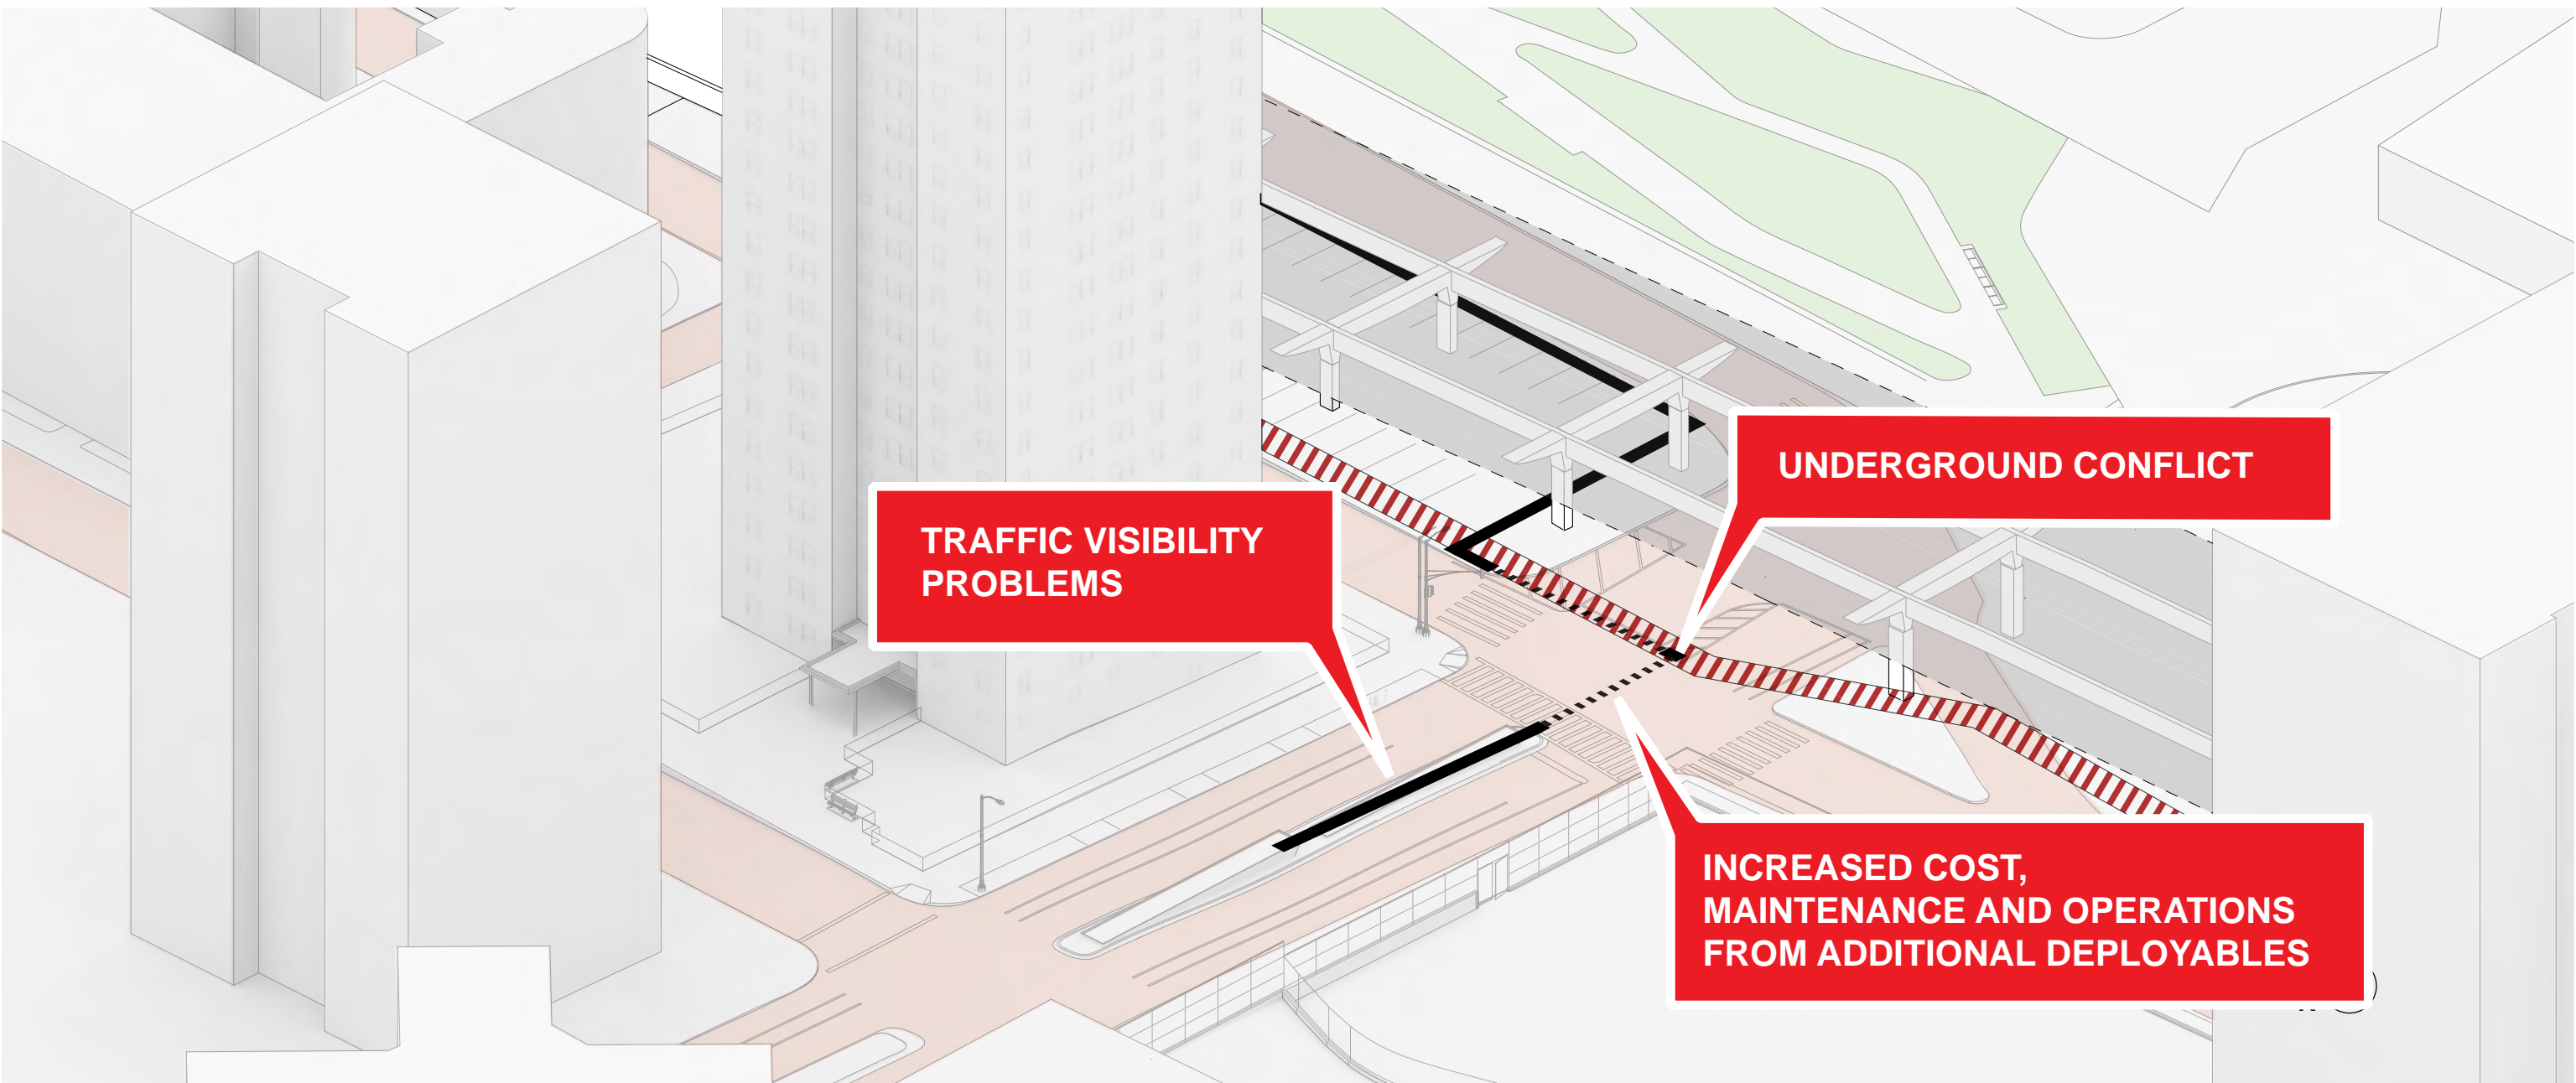 UNDERGROUND CONFLICT
TRAFFIC VISIBILITY
PROBLEMS
INCREASED COST,
MAINTENANCE AND OPERATIONS
FROM ADDITIONAL DEPLOYABLES